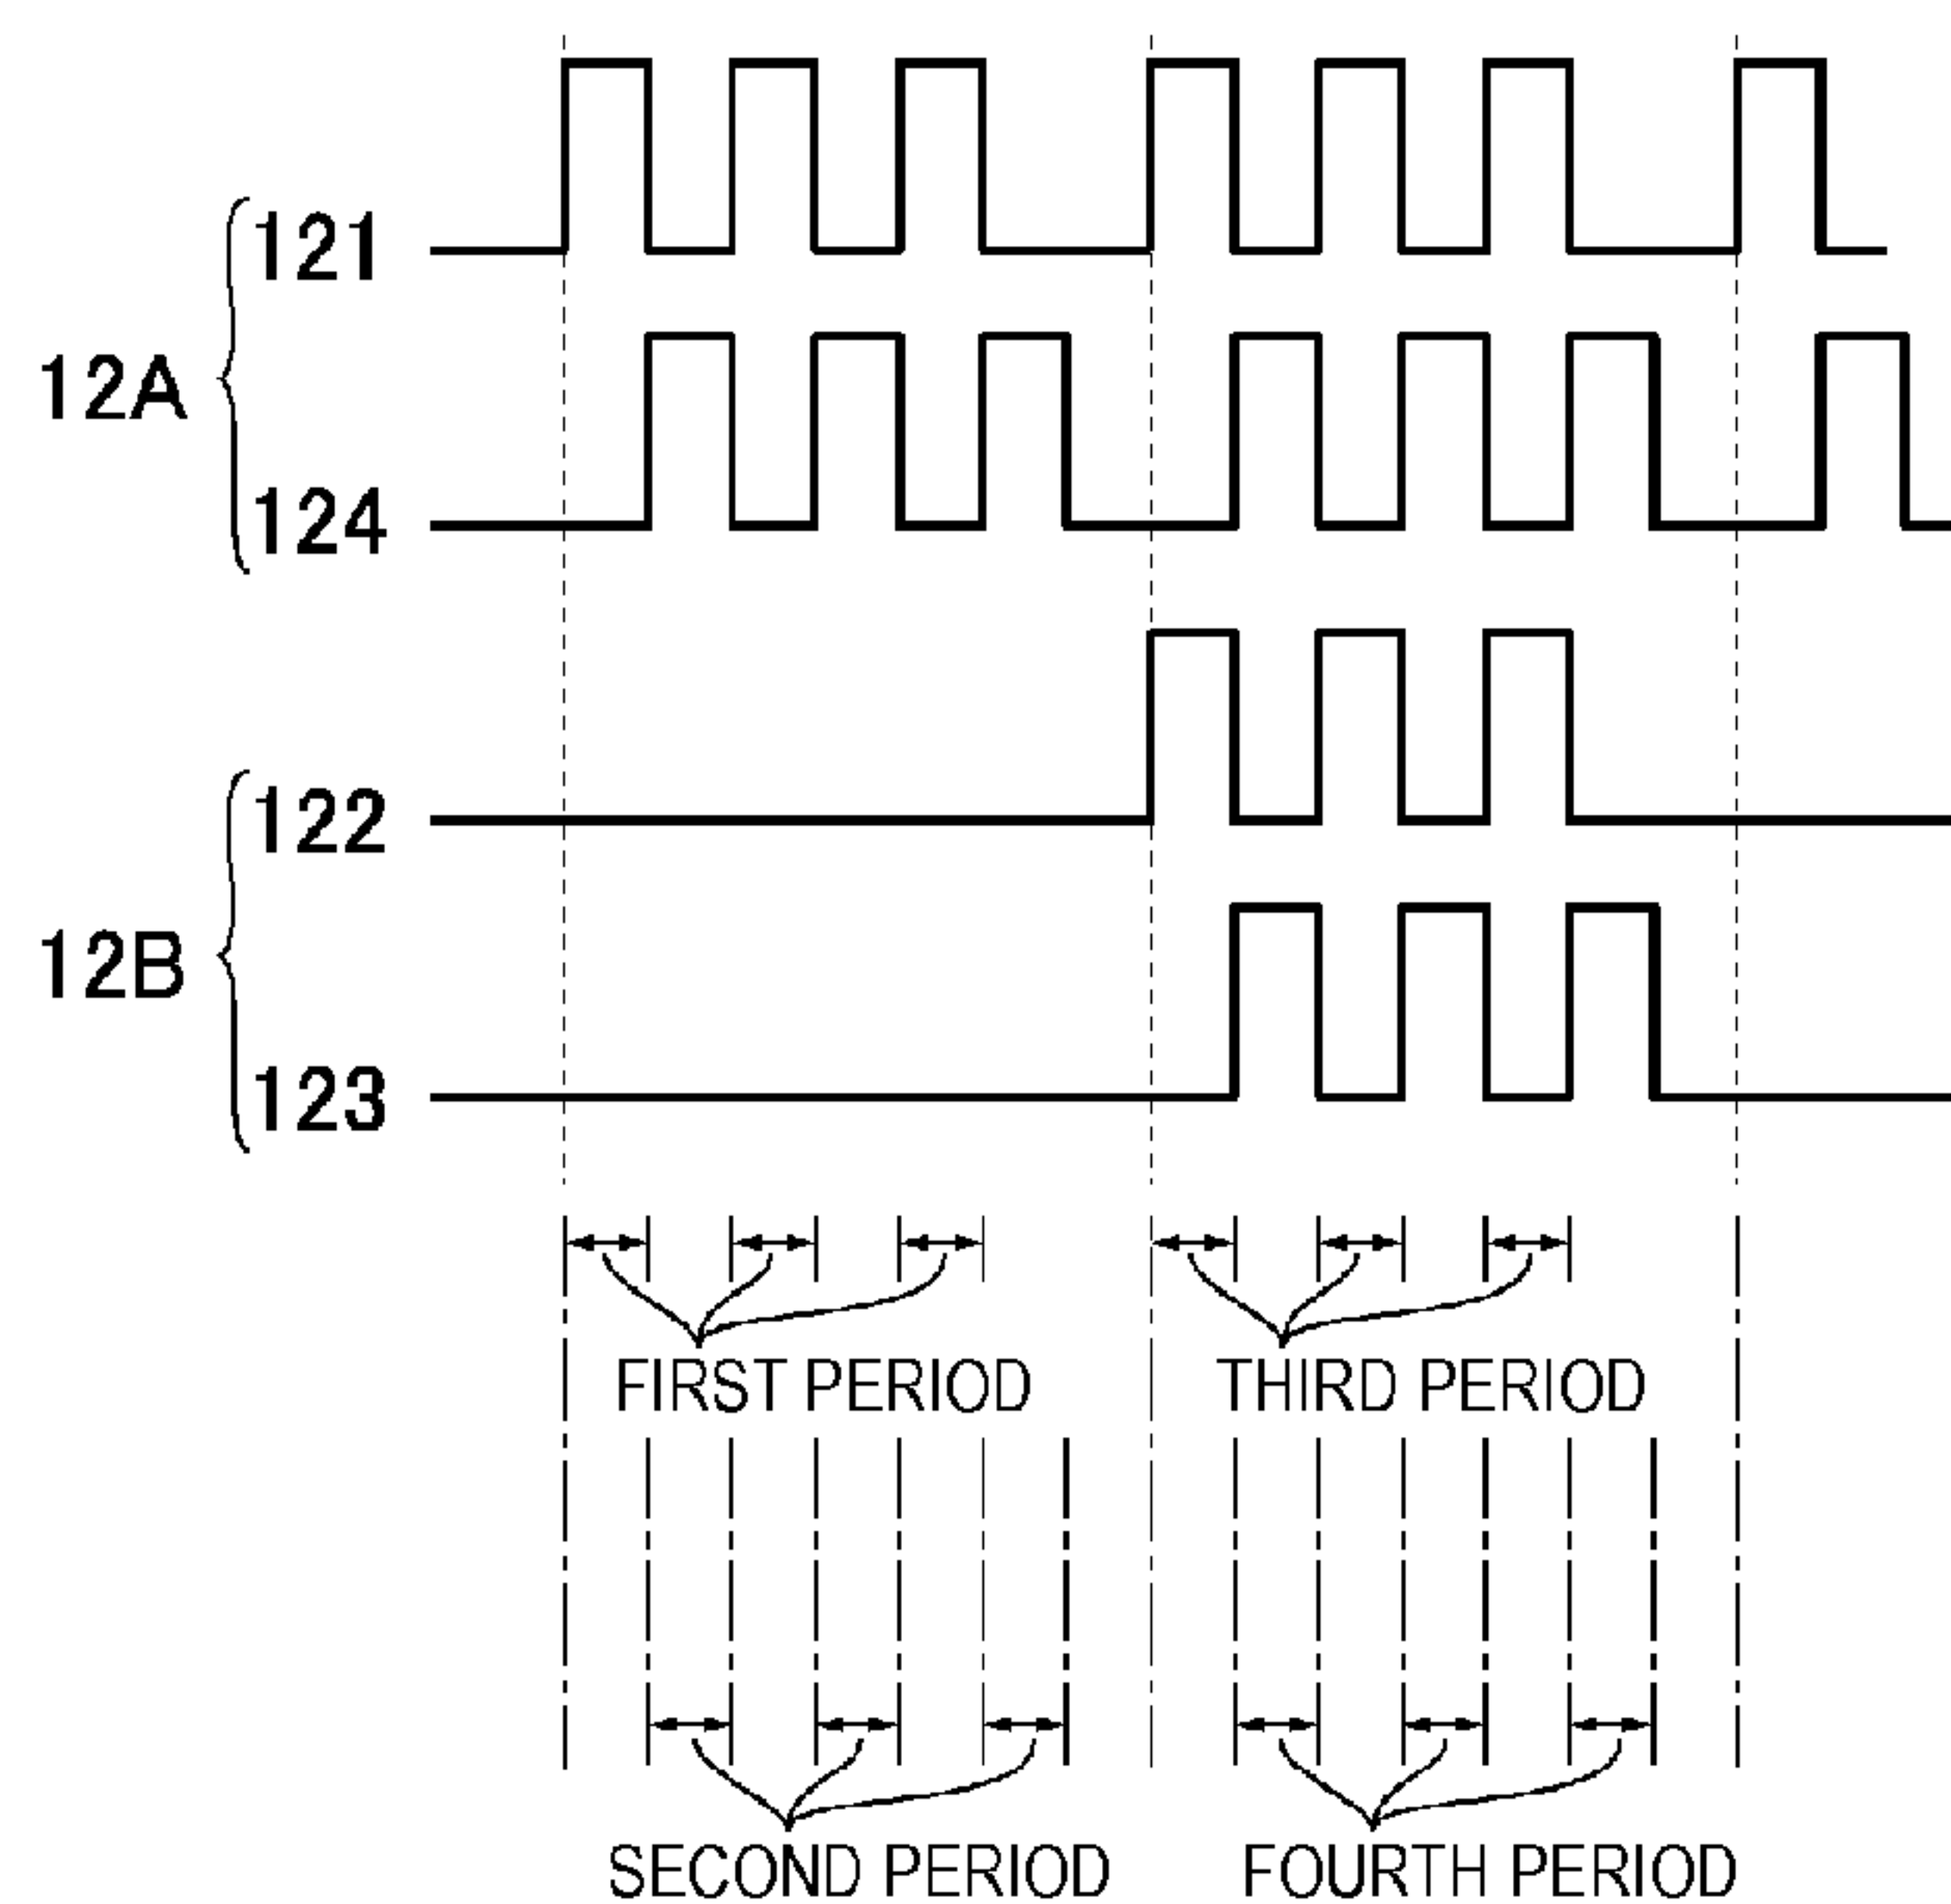 121
12A
124
122
12B
123
FIRST PERIOD THIRD PERIOD
SECOND PERIOD FOURTH PERIOD